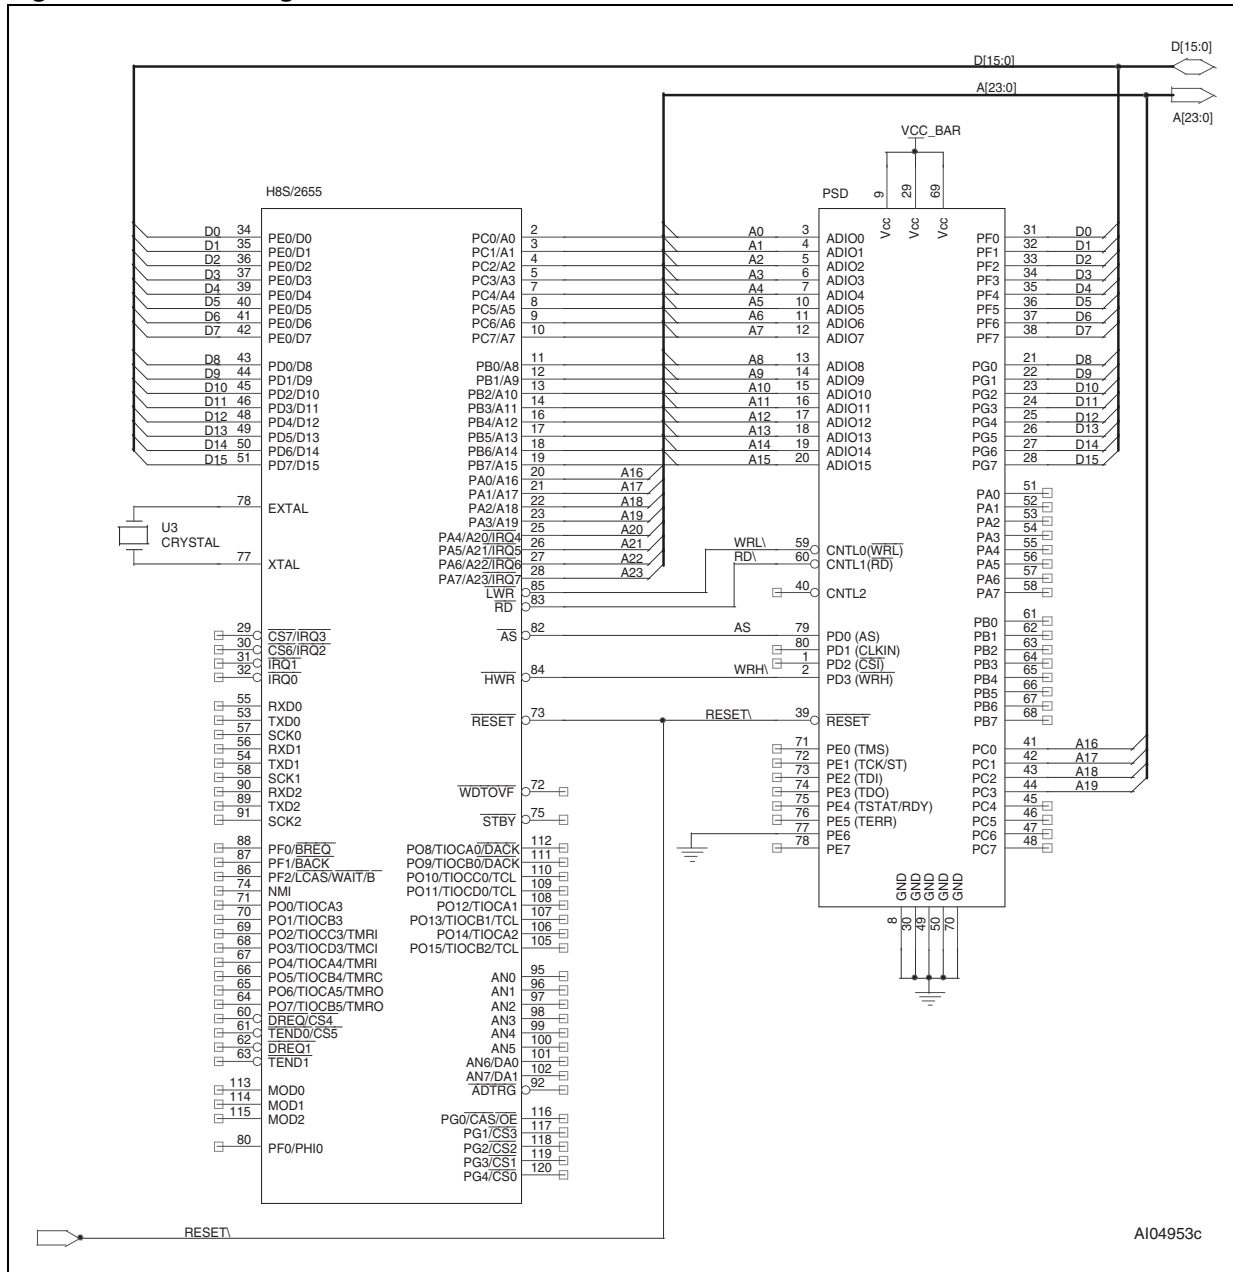 D[15:0]
D[15:0]
A[23:0]
A[23:0]
VCC_BAR
H8S/2655
PSD
9 29 69
Vcc Vcc Vcc
D0 34 PE0/D0 PC0/A0 2 A0 3 ADIO0 PF0 31 D0
D1 35 PE0/D1 PC1/A1 3 A1 4 ADIO1 PF1 32 D1
D2 36 PE0/D2 PC2/A2 4 A2 5 ADIO2 PF2 33 D2
D3 37 PE0/D3 PC3/A3 5 A3 6 ADIO3 PF3 34 D3
D4 39 PE0/D4 PC4/A4 7 A4 7 ADIO4 PF4 35 D4
D5 40 PE0/D5 PC5/A5 8 A5 10 ADIO5 PF5 36 D5
D6 41 PE0/D6 PC6/A6 9 A6 11 ADIO6 PF6 37 D6
D7 42 PE0/D7 PC7/A7 10 A7 12 ADIO7 PF7 38 D7
D8 43 PD0/D8 PB0/A8 11 A8 13 ADIO8 PG0 21 D8
D9 44 PD1/D9 PB1/A9 12 A9 14 ADIO9 PG1 22 D9
D10 45 PD2/D10 PB2/A10 13 A10 15 ADIO10 PG2 23 D10
D11 46 PD3/D11 PB3/A11 14 A11 16 ADIO11 PG3 24 D11
D12 48 PD4/D12 PB4/A12 16 A12 17 ADIO12 PG4 25 D12
D13 49 PD5/D13 PB5/A13 17 A13 18 ADIO13 PG5 26 D13
D14 50 PD6/D14 PB6/A14 18 A14 19 ADIO14 PG6 27 D14
D15 51 PD7/D15 PB7/A15 19 A15 20 ADIO15 PG7 28 D15
PA0/A16 20 A16
PA1/A17 21 A17 PA0 51
78 EXTAL PA2/A18 22 A18 PA1 52
PA3/A19 23 A19 PA2 53
U3 PA4/A20/IRQ4 25 A20 PA3 54
CRYSTAL PA5/A21/IRQ5 26 A21 WRL\ 59 CNTL0(WRL) PA4 55
77 XTAL PA6/A22/IRQ6 27 A22 RD\ 60 CNTL1(RD) PA5 56
PA7/A23/IRQ7 28 A23 PA6 57
LWR 85 40 CNTL2 PA7 58
RD 83
PB0 61
29 CS7/IRQ3 AS 82 AS 79 PD0 (AS) PB1 62
30 CS6/IRQ2 80 PD1 (CLKIN) PB2 63
31 IRQ1 1 PD2 (CSI) PB3 64
32 IRQ0 HWR 84 WRH\ 2 PD3 (WRH) PB4 65
PB5 66
55 RXD0 PB6 67
53 TXD0 RESET 73 RESET\ 39 RESET PB7 68
57 SCK0
56 RXD1 71 PE0 (TMS) PC0 41 A16
54 TXD1 72 PE1 (TCK/ST) PC1 42 A17
58 SCK1 73 PE2 (TDI) PC2 43 A18
90 RXD2 WDTOVF 72 74 PE3 (TDO) PC3 44 A19
89 TXD2 75 PE4 (TSTAT/RDY) PC4 45
91 SCK2 STBY 75 76 PE5 (TERR) PC5 46
77 PE6 PC6 47
88 PF0/BREQ PO8/TIOCA0/DACK 112 78 PE7 PC7 48
87 PF1/BACK PO9/TIOCB0/DACK 111
86 PF2/LCAS/WAIT/B PO10/TIOCC0/TCL 110
74 NMI PO11/TIOCD0/TCL 109
71 PO0/TIOCA3 PO12/TIOCA1 108
70 PO1/TIOCB3 PO13/TIOCB1/TCL 107
69 PO2/TIOCC3/TMRI PO14/TIOCA2 106
68 PO3/TIOCD3/TMCI PO15/TIOCB2/TCL 105
GND GND GND GND GND
8 30 49 50 70
67 PO4/TIOCA4/TMRI
66 PO5/TIOCB4/TMRC AN0 95
65 PO6/TIOCA5/TMRO AN1 96
64 PO7/TIOCB5/TMRO AN2 97
60 DREQ/CS4 AN3 98
61 TEND0/CS5 AN4 99
62 DREQ1 AN5 100
63 TEND1 AN6/DA0 101
AN7/DA1 102
113 MOD0 ADTRG 92
114 MOD1
115 MOD2 PG0/CAS/OE 116
PG1/CS3 117
80 PF0/PHI0 PG2/CS2 118
PG3/CS1 119
PG4/CS0 120
RESET\
AI04953c